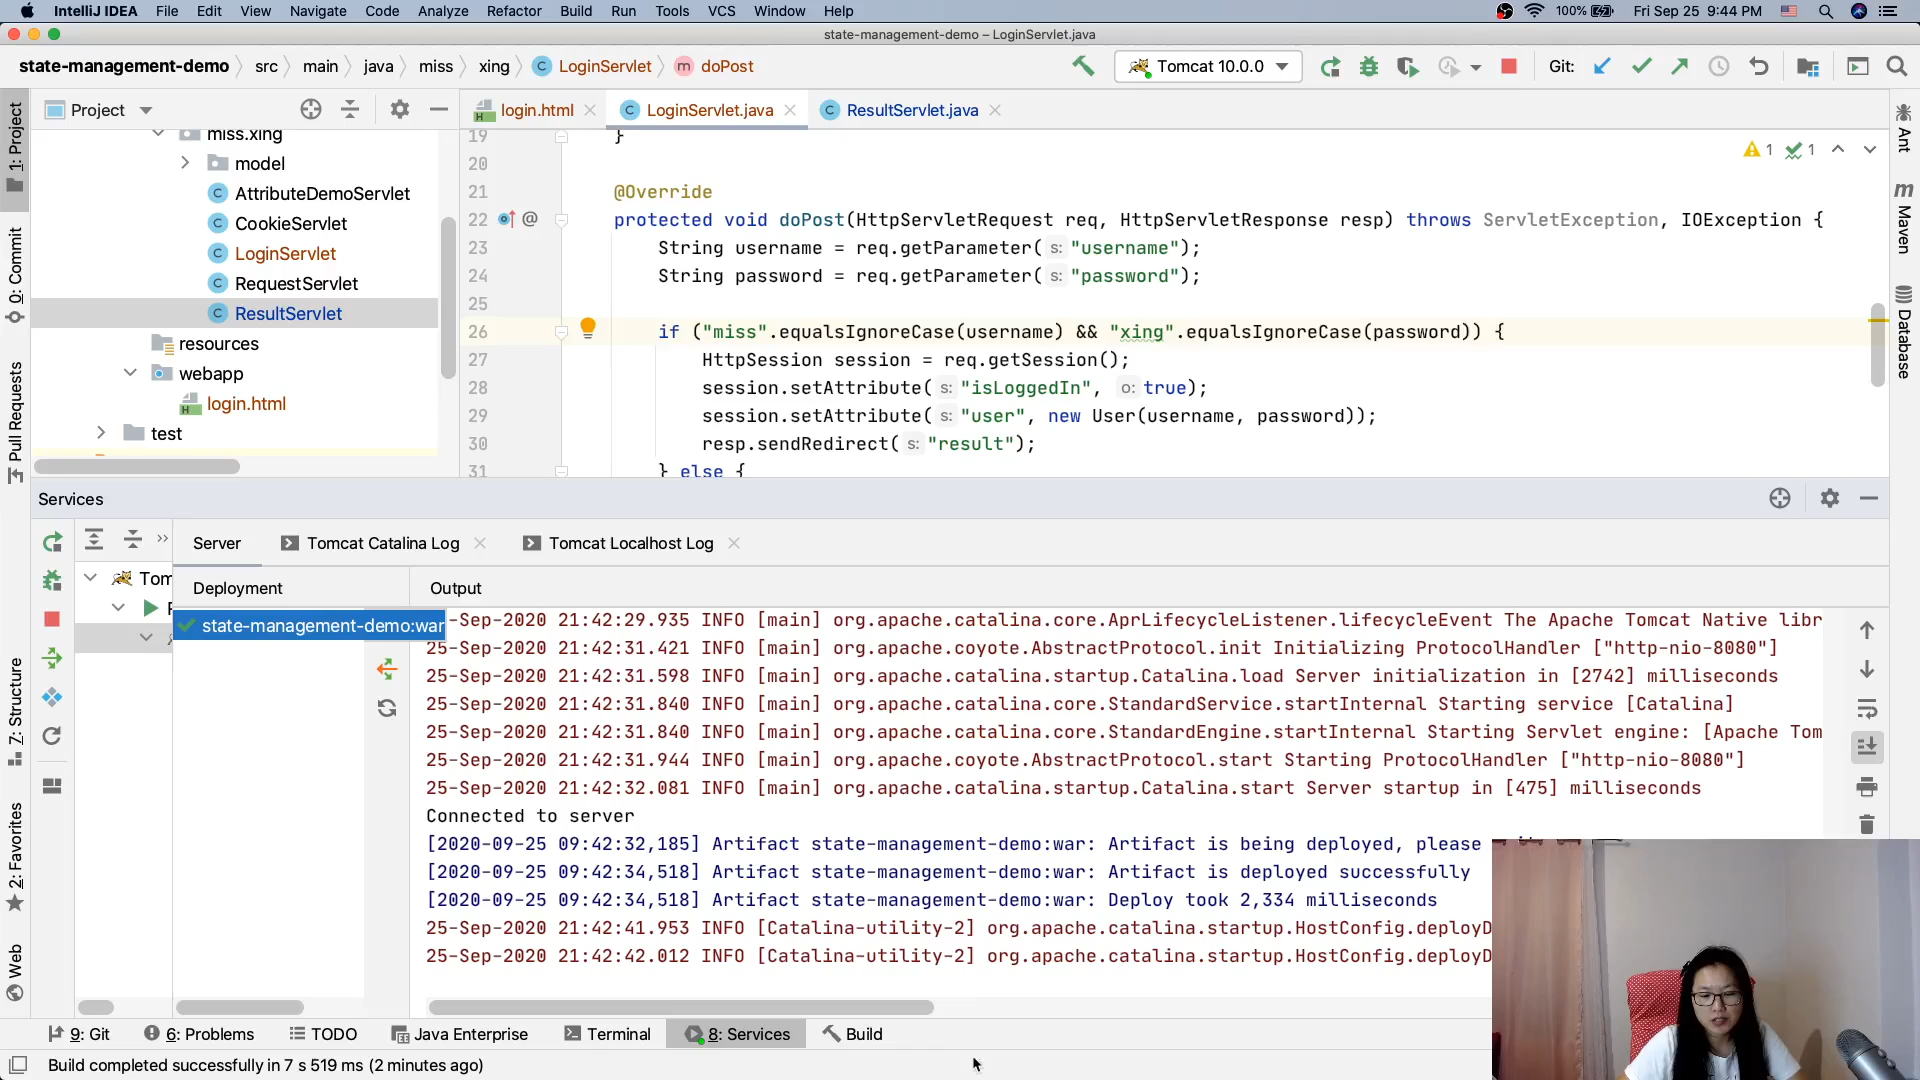 IntelliJ IDEA File Edit View Navigate Code Analyze Refactor Build Run Tools VCS Window Help 100% Fri Sep 25 9:44 PM
state-management-demo – LoginServlet.java
state-management-demo src main java miss xing LoginServlet doPost Tomcat 10.0.0 Git:
1: Project
0: Commit
Pull Requests
Z: Structure
2: Favorites
Web
Project
miss.xing
model
AttributeDemoServlet
CookieServlet
LoginServlet
RequestServlet
ResultServlet
resources
webapp
login.html
test
login.html LoginServlet.java ResultServlet.java
1 1
19 }
20
21 @Override
22 @ protected void doPost(HttpServletRequest req, HttpServletResponse resp) throws ServletException, IOException {
23 String username = req.getParameter( s: "username");
24 String password = req.getParameter( s: "password");
25
26 if ("miss".equalsIgnoreCase(username) && "xing".equalsIgnoreCase(password)) {
27 HttpSession session = req.getSession();
28 session.setAttribute( s: "isLoggedIn", o: true);
29 session.setAttribute( s: "user", new User(username, password));
30 resp.sendRedirect( s: "result");
31 } else {
Ant
Maven
Database
Services
Server Tomcat Catalina Log Tomcat Localhost Log
Tom
Deployment
state-management-demo:war
Output
-Sep-2020 21:42:29.935 INFO [main] org.apache.catalina.core.AprLifecycleListener.lifecycleEvent The Apache Tomcat Native libr
25-Sep-2020 21:42:31.421 INFO [main] org.apache.coyote.AbstractProtocol.init Initializing ProtocolHandler ["http-nio-8080"]
25-Sep-2020 21:42:31.598 INFO [main] org.apache.catalina.startup.Catalina.load Server initialization in [2742] milliseconds
25-Sep-2020 21:42:31.840 INFO [main] org.apache.catalina.core.StandardService.startInternal Starting service [Catalina]
25-Sep-2020 21:42:31.840 INFO [main] org.apache.catalina.core.StandardEngine.startInternal Starting Servlet engine: [Apache Tom
25-Sep-2020 21:42:31.944 INFO [main] org.apache.coyote.AbstractProtocol.start Starting ProtocolHandler ["http-nio-8080"]
25-Sep-2020 21:42:32.081 INFO [main] org.apache.catalina.startup.Catalina.start Server startup in [475] milliseconds
Connected to server
[2020-09-25 09:42:32,185] Artifact state-management-demo:war: Artifact is being deployed, please
[2020-09-25 09:42:34,518] Artifact state-management-demo:war: Artifact is deployed successfully
[2020-09-25 09:42:34,518] Artifact state-management-demo:war: Deploy took 2,334 milliseconds
25-Sep-2020 21:42:41.953 INFO [Catalina-utility-2] org.apache.catalina.startup.HostConfig.deployD
25-Sep-2020 21:42:42.012 INFO [Catalina-utility-2] org.apache.catalina.startup.HostConfig.deployD
9: Git 6: Problems TODO Java Enterprise Terminal 8: Services Build
Build completed successfully in 7 s 519 ms (2 minutes ago)